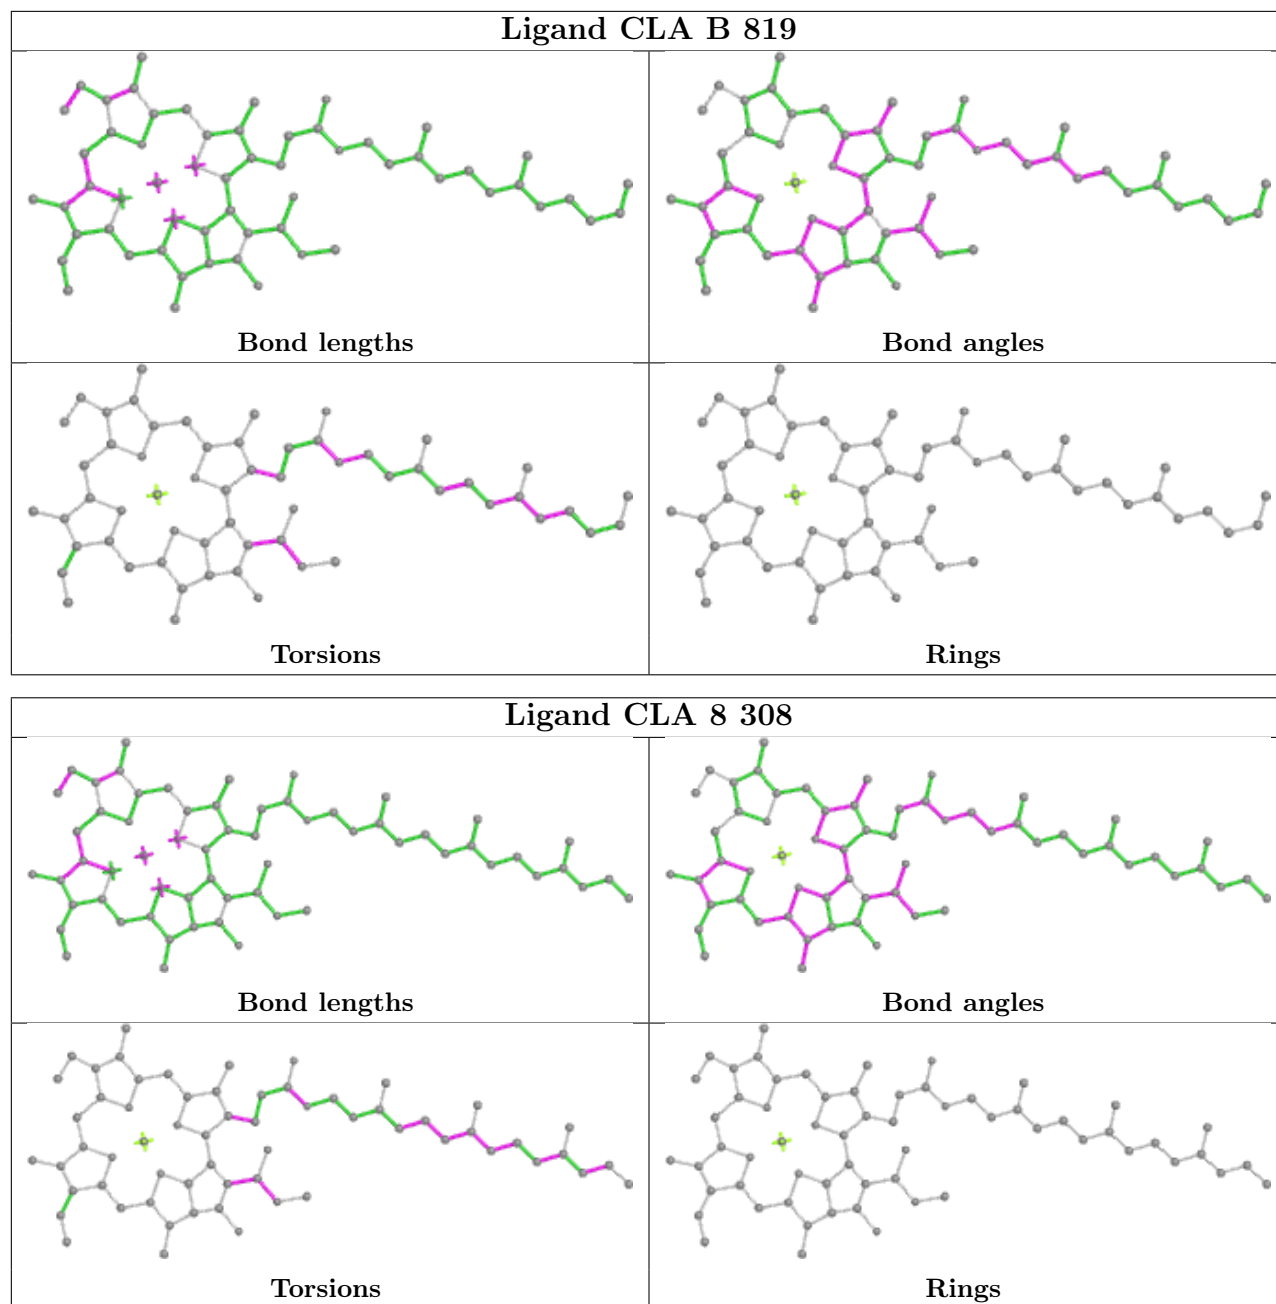 Ligand CLA B 819
Bond lengths
Bond angles
Torsions
Rings
Ligand CLA 8 308
Bond lengths
Bond angles
Torsions
Rings